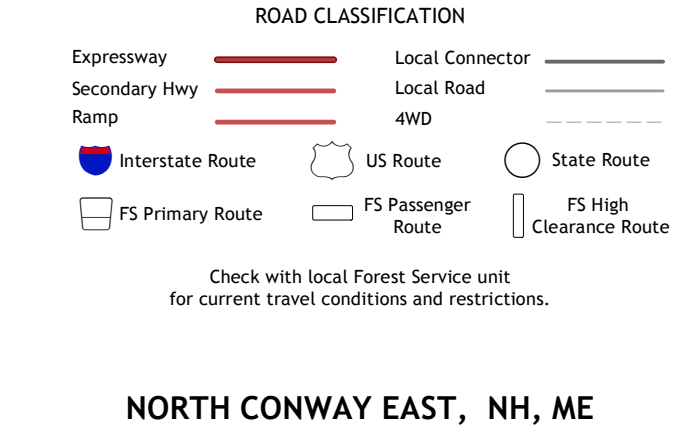 ROAD CLASSIFICATION
Expressway
Secondary Hwy
Ramp
Local Connector
Local Road
4WD
Interstate Route
US Route
State Route
FS Primary Route
FS Passenger
Route
FS High
Clearance Route
Check with local Forest Service unit
for current travel conditions and restrictions.
NORTH CONWAY EAST, NH, ME